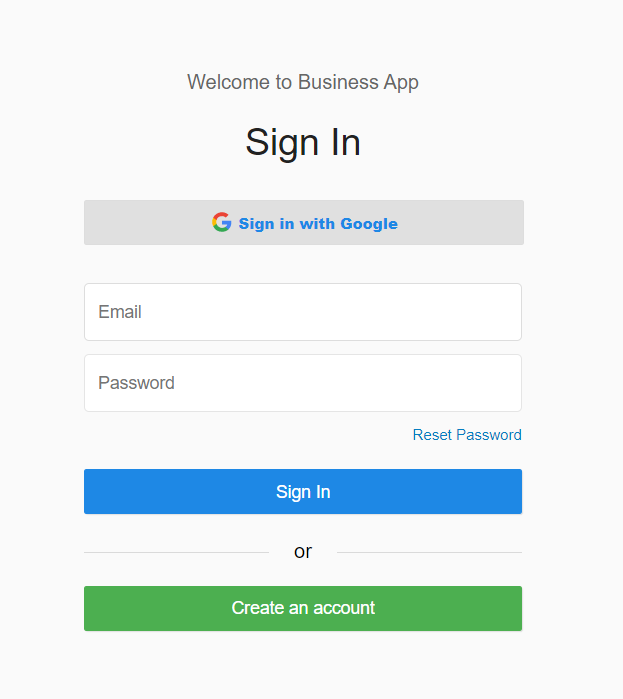 Welcome to Business App
Sign In
Sign in with Google
Email
Password
Reset Password
Sign In
or
Create an account